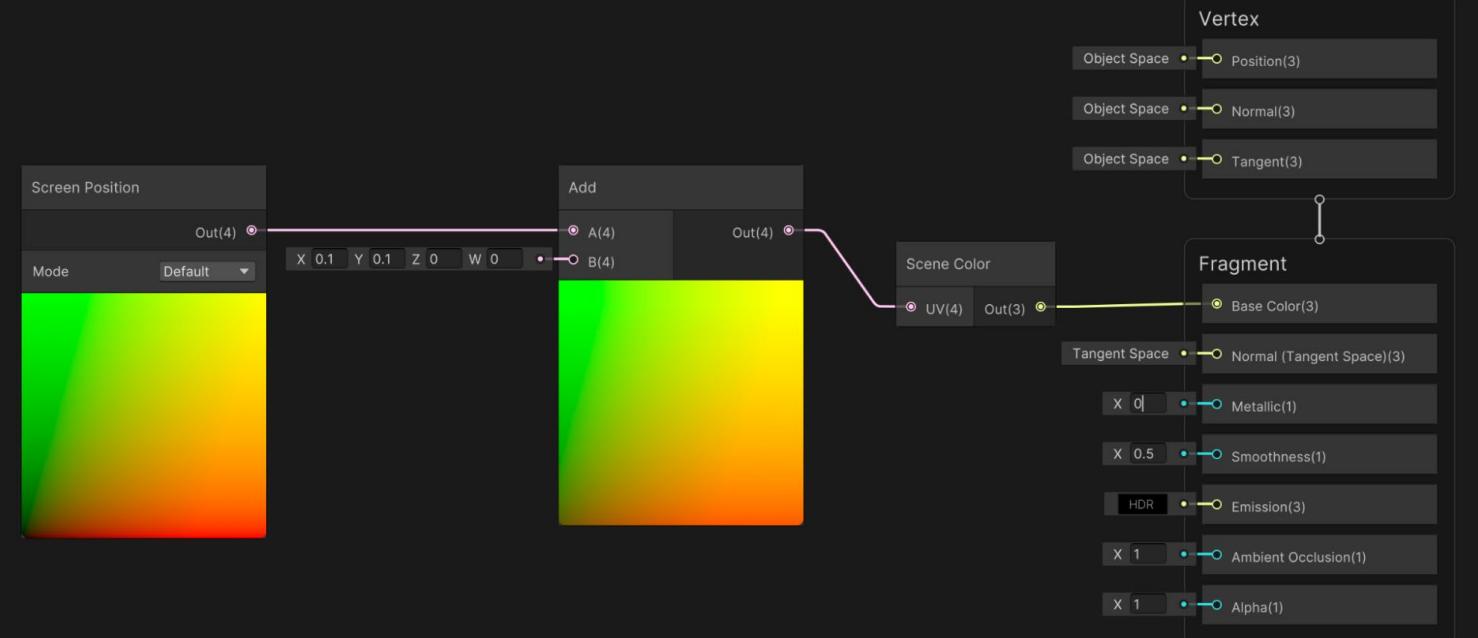 Screen Position
Out(4)
Mode Default
X 0.1 Y 0.1 Z 0 W 0
Add
A(4) Out(4)
B(4)
Scene Color
UV(4) Out(3)
Vertex
Object Space Position(3)
Object Space Normal(3)
Object Space Tangent(3)
Fragment
Base Color(3)
Tangent Space Normal (Tangent Space)(3)
X 0 Metallic(1)
X 0.5 Smoothness(1)
HDR Emission(3)
X 1 Ambient Occlusion(1)
X 1 Alpha(1)